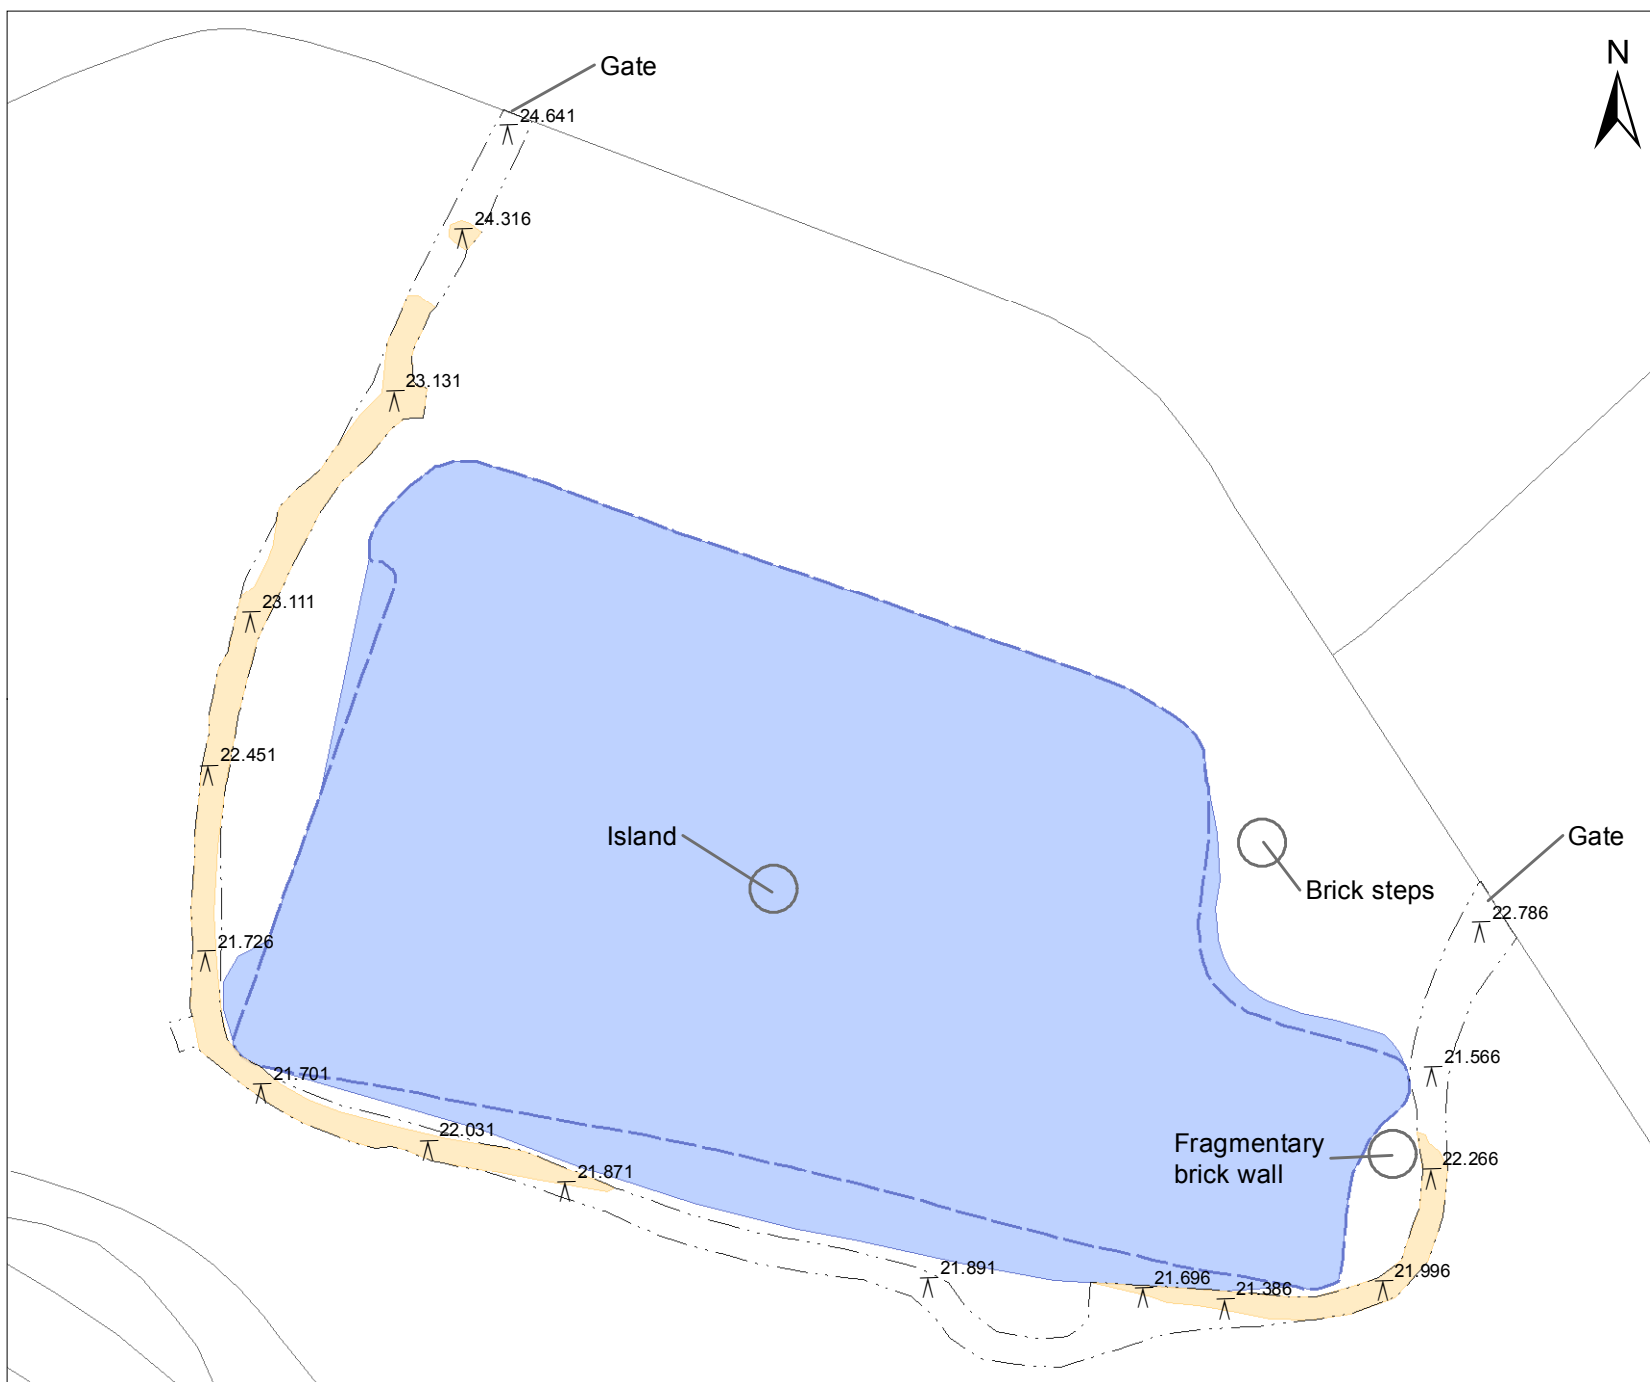 N
Gate
24.641
24.316
23.131
23.111
22.451
Island
Gate
Brick steps
22.786
21.726
21.566
21.701
22.031
Fragmentary
brick wall
22.266
21.871
21.891
21.696
21.386
21.996